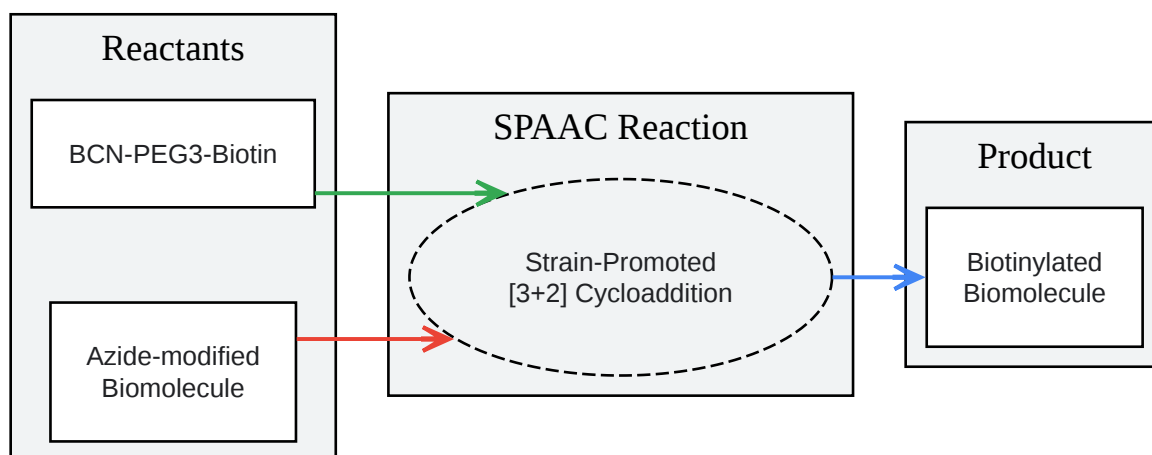 Reactants
BCN-PEG3-Biotin
Azide-modified
Biomolecule
SPAAC Reaction
Strain-Promoted
[3+2] Cycloaddition
Product
Biotinylated
Biomolecule